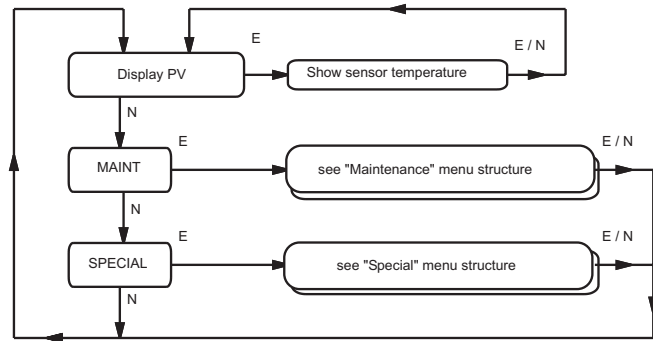 E
E / N
Display PV
Show sensor temperature
N
E
E / N
MAINT
see "Maintenance" menu structure
N
E
E / N
SPECIAL
see "Special" menu structure
N